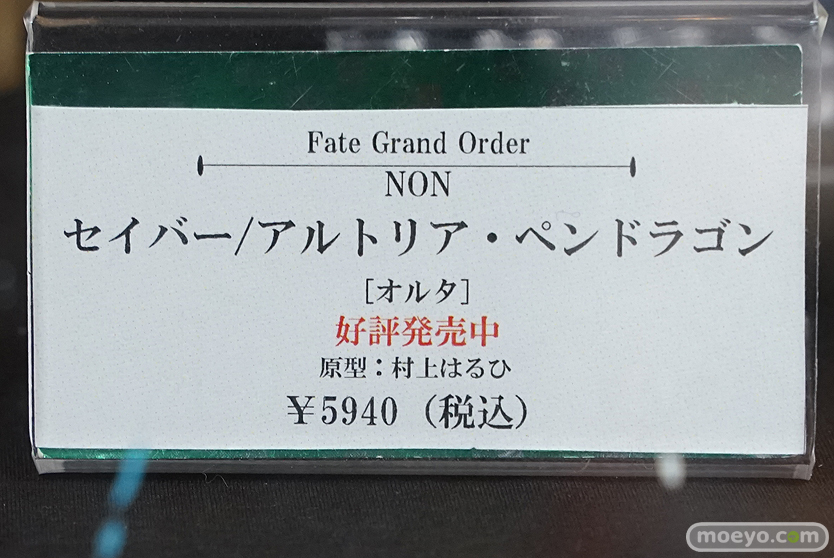 Fate Grand Order
NON
セイバー/アルトリア・ペンドラゴン
[オルタ]
好評発売中
原型：村上はるひ
￥5940（税込）
moeyo.com